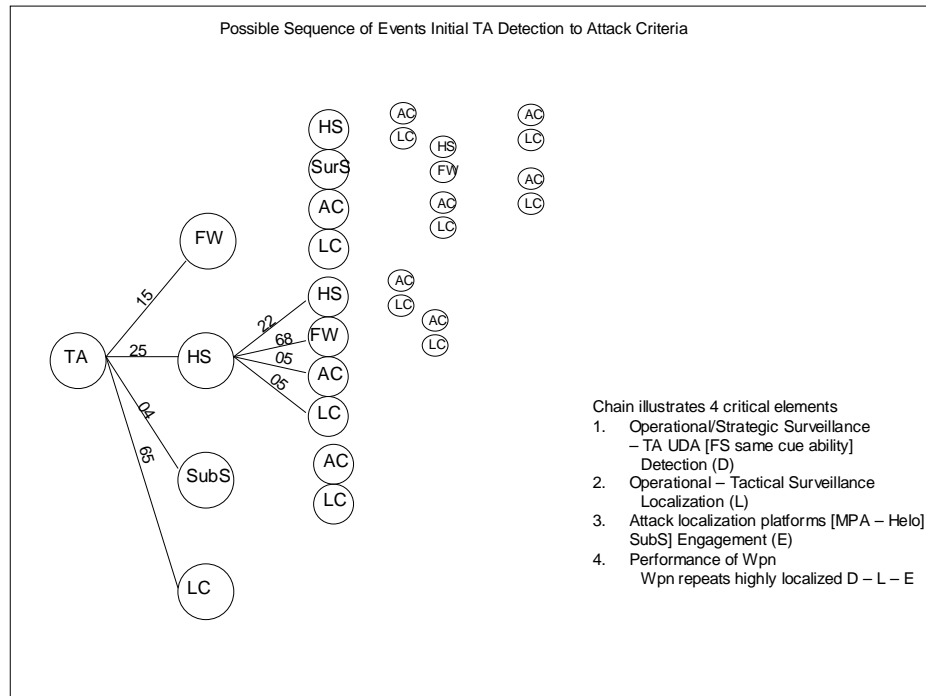 Possible Sequence of Events Initial TA Detection to Attack Criteria
TA
15
25
04
65
FW
HS
SubS
LC
22
68
05
05
HS
SurS
AC
LC
HS
FW
AC
LC
AC
LC
AC
LC
HS
FW
AC
LC
AC
LC
AC
LC
AC
LC
AC
LC
Chain illustrates 4 critical elements
1. Operational/Strategic Surveillance
– TA UDA [FS same cue ability]
Detection (D)
2. Operational – Tactical Surveillance
Localization (L)
3. Attack localization platforms [MPA – Helo]
SubS] Engagement (E)
4. Performance of Wpn
Wpn repeats highly localized D – L – E